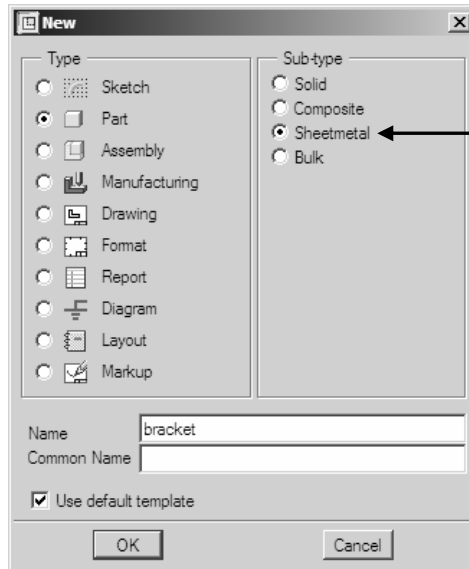 New
Type
Sketch
Part
Assembly
Manufacturing
Drawing
Format
Report
Diagram
Layout
Markup
Sub-type
Solid
Composite
Sheetmetal
Bulk
Name bracket
Common Name
Use default template
OK Cancel